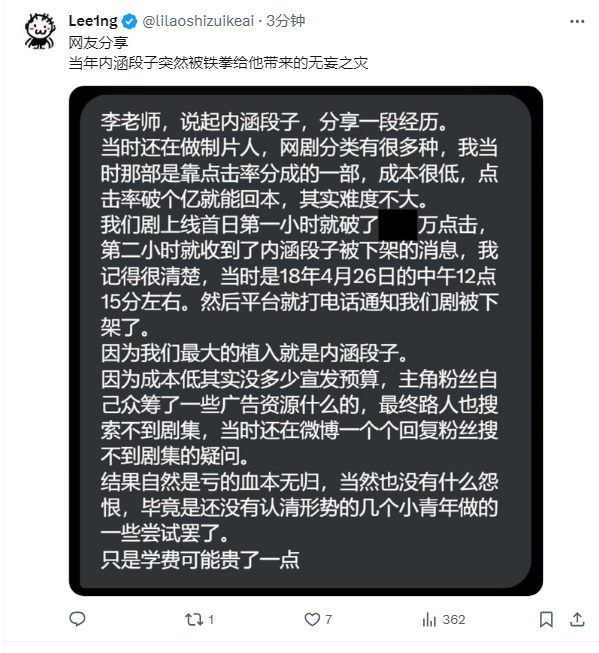 Lee1ng @lilaoshizuikeai · 3分钟
网友分享
当年内涵段子突然被铁拳给他带来的无妄之灾
李老师，说起内涵段子，分享一段经历。
当时还在做制片人，网剧分类有很多种，我当
时那部是靠点击率分成的一部，成本很低，点
击率破个亿就能回本，其实难度不大。
我们剧上线首日第一小时就破了 万点击，
第二小时就收到了内涵段子被下架的消息，我
记得很清楚，当时是18年4月26日的中午12点
15分左右。然后平台就打电话通知我们剧被下
架了。
因为我们最大的植入就是内涵段子。
因为成本低其实没多少宣发预算，主角粉丝自
己众筹了一些广告资源什么的，最终路人也搜
索不到剧集，当时还在微博一个个回复粉丝搜
不到剧集的疑问。
结果自然是亏的血本无归，当然也没有什么怨
恨，毕竟是还没有认清形势的几个小青年做的
一些尝试罢了。
只是学费可能贵了一点
1 7 362